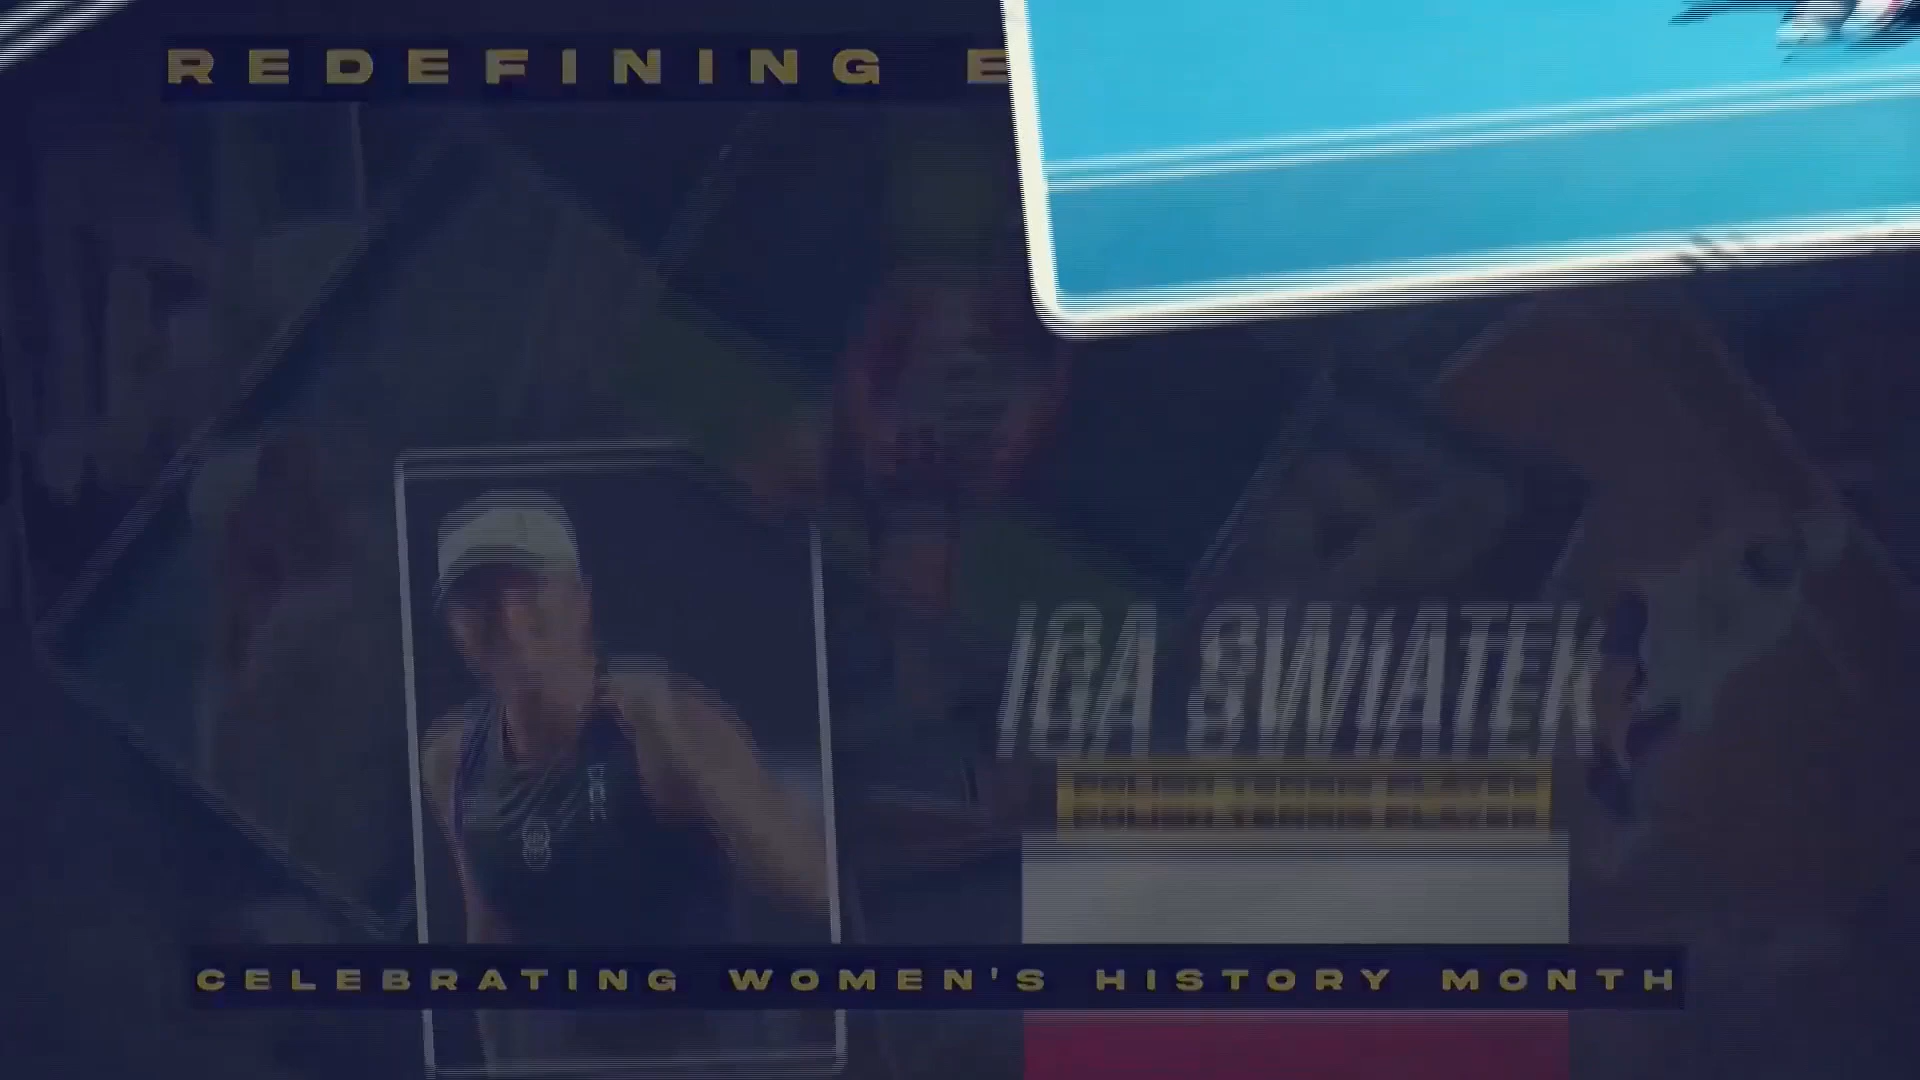 REDEFINING E
IGA SWIATEK
POLISH TENNIS PLAYER
CELEBRATING WOMEN'S HISTORY MONTH